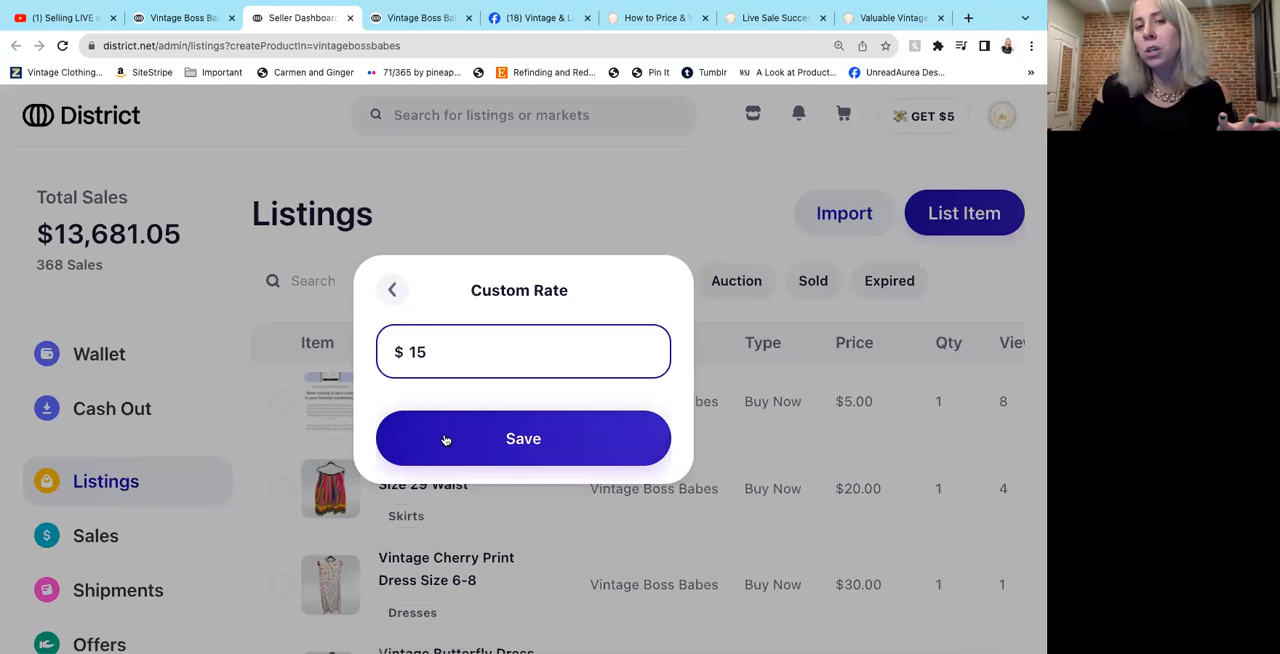 (1) Selling LIVE o
Vintage Boss Ba
Seller Dashboard
Vintage Boss Bal
(18) Vintage & L
How to Price & V
Live Sale Succe
Valuable Vintage
district.net/admin/listings?createProductIn=vintagebossbabes
Vintage Clothing...
SiteStripe
Important
Carmen and Ginger
71/365 by pineap...
Refinding and Red...
Pin It
Tumblr
WSJ
A Look at Product...
UnreadAurea Des...
»
District
Search for listings or markets
GET $5
Total Sales
$13,681.05
368 Sales
Wallet
Cash Out
Listings
Sales
Shipments
Offers
Listings
Import
List Item
Search
Auction
Sold
Expired
Item
Type
Price
Qty
Vie
Custom Rate
$ 15
Save
bes
Buy Now
$5.00
1
8
Size 29 Waist
Skirts
Vintage Boss Babes
Buy Now
$20.00
1
4
Vintage Cherry Print
Dress Size 6-8
Dresses
Vintage Boss Babes
Buy Now
$30.00
1
1
Vintage Butterfly Dress